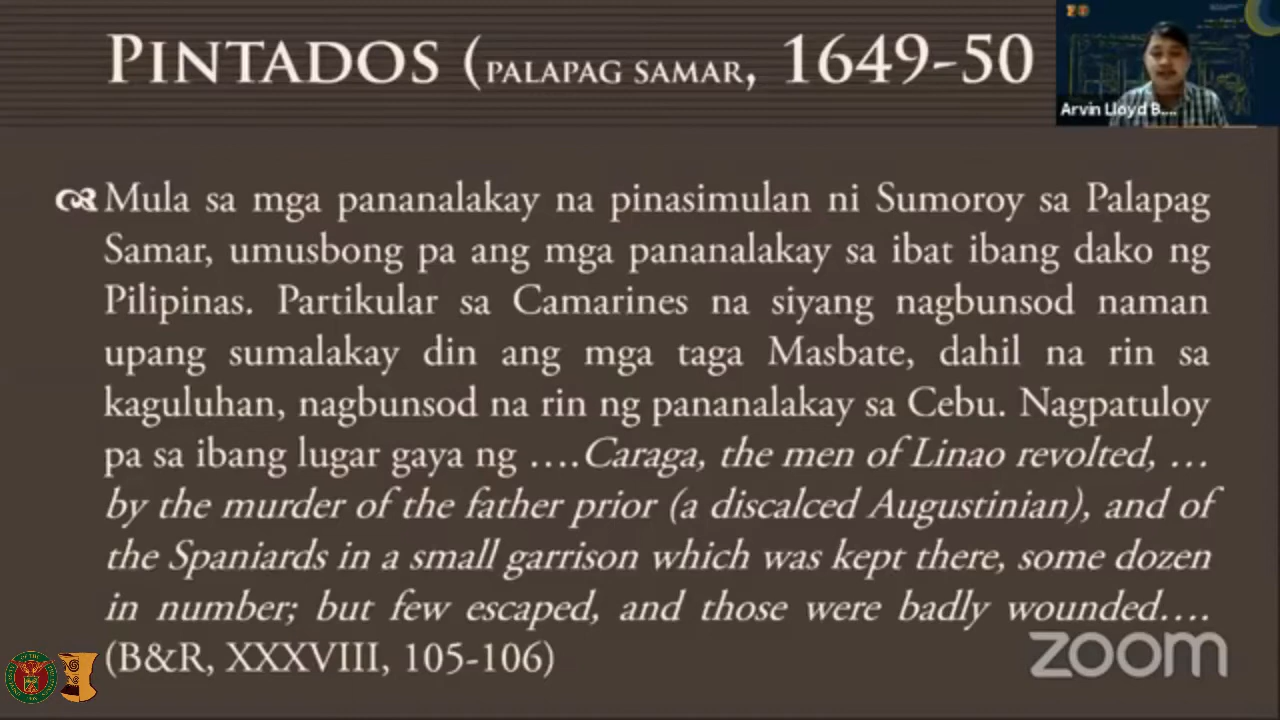 PINTADOS (PALAPAG SAMAR, 1649-50
Arvin Lloyd B....
Mula sa mga pananalakay na pinasimulan ni Sumoroy sa Palapag
Samar, umusbong pa ang mga pananalakay sa ibat ibang dako ng
Pilipinas. Partikular sa Camarines na siyang nagbunsod naman
upang sumalakay din ang mga taga Masbate, dahil na rin sa
kaguluhan, nagbunsod na rin ng pananalakay sa Cebu. Nagpatuloy
pa sa ibang lugar gaya ng ....Caraga, the men of Linao revolted, ...
by the murder of the father prior (a discalced Augustinian), and of
the Spaniards in a small garrison which was kept there, some dozen
in number; but few escaped, and those were badly wounded....
(B&R, XXXVIII, 105-106)
zoom